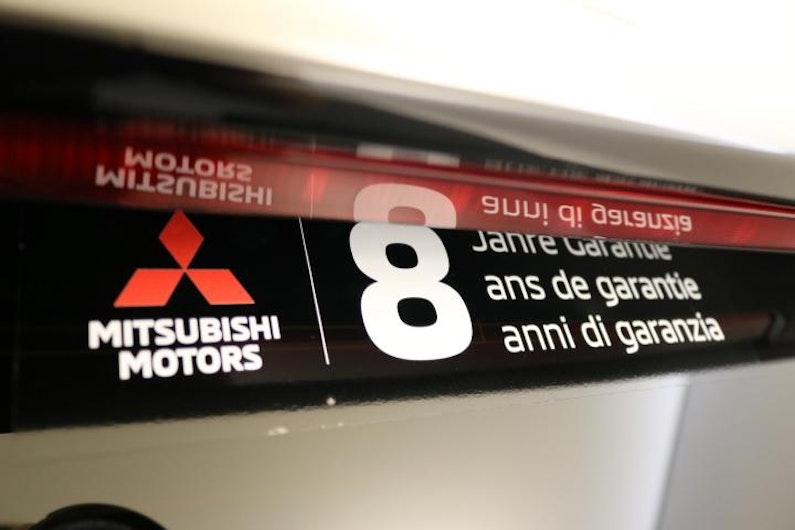 MITSUBISHI
MOTORS
8
Jahre Garantie
ans de garantie
anni di garanzia